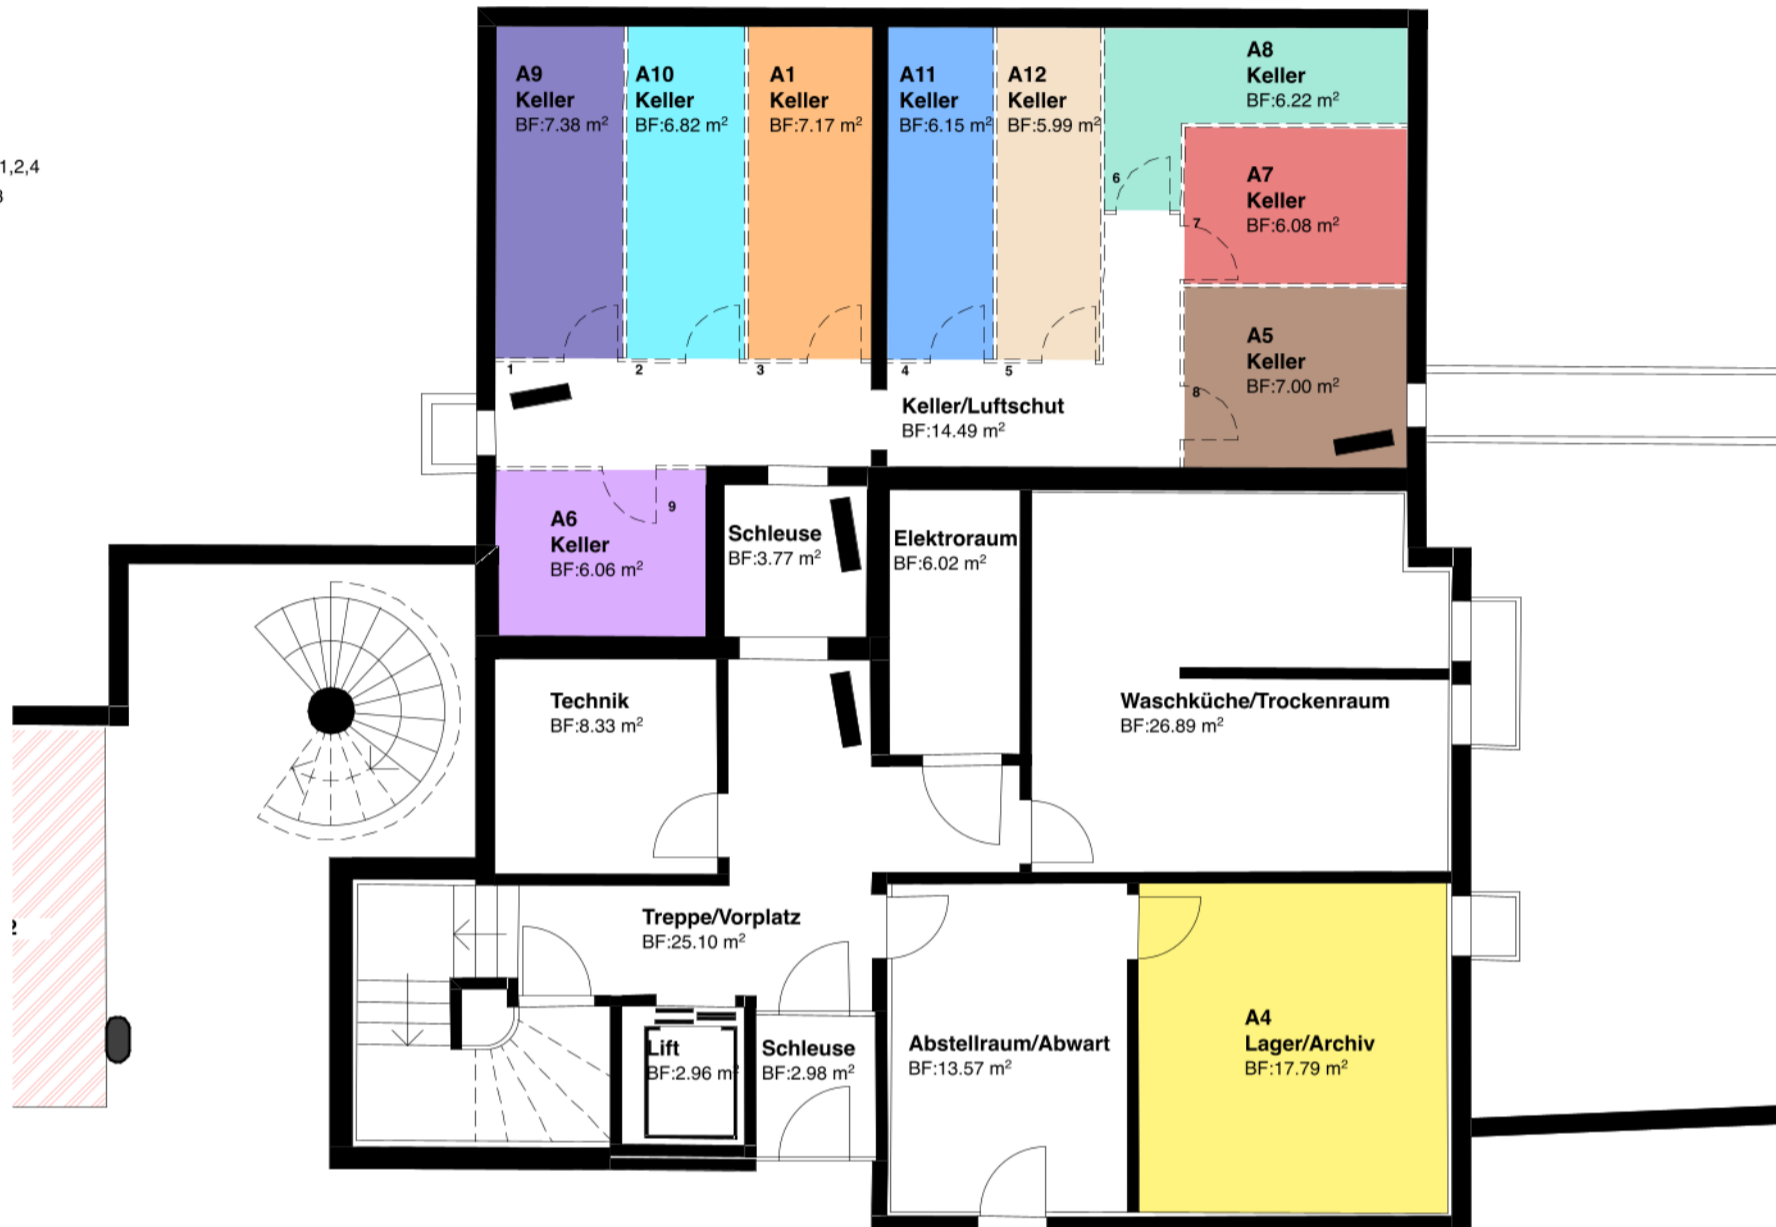 A9
Keller
BF:7.38 m²
A10
Keller
BF:6.82 m²
A1
Keller
BF:7.17 m²
A11
Keller
BF:6.15 m²
A12
Keller
BF:5.99 m²
A8
Keller
BF:6.22 m²
1,2,4
A7
Keller
BF:6.08 m²
6
7
A5
Keller
BF:7.00 m²
1
2
3
4
5
8
Keller/Luftschut
BF:14.49 m²
9
A6
Keller
BF:6.06 m²
Schleuse
BF:3.77 m²
Elektroraum
BF:6.02 m²
Technik
BF:8.33 m²
Waschküche/Trockenraum
BF:26.89 m²
Treppe/Vorplatz
BF:25.10 m²
2
Lift
BF:2.96 m²
Schleuse
BF:2.98 m²
Abstellraum/Abwart
BF:13.57 m²
A4
Lager/Archiv
BF:17.79 m²